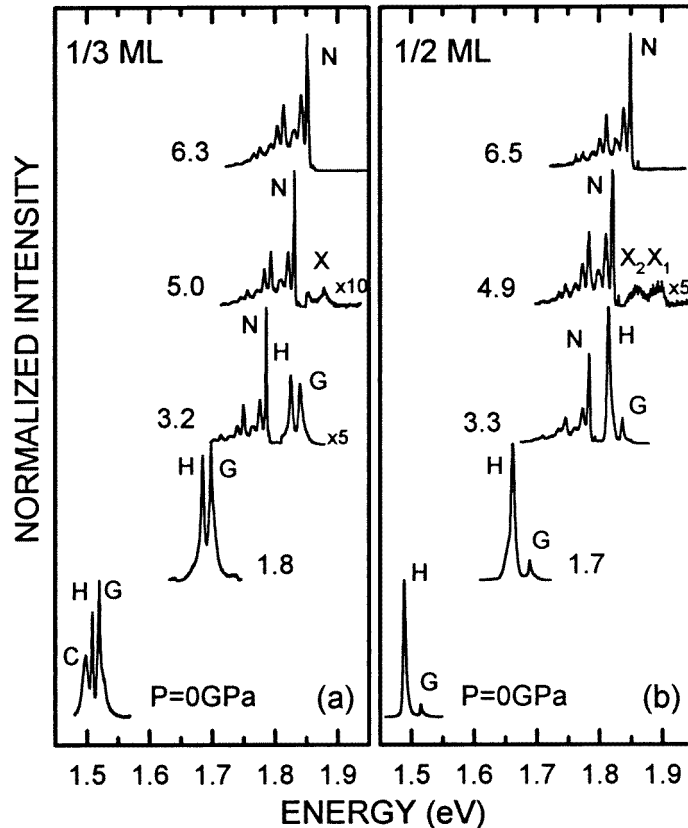 NORMALIZED INTENSITY
1/3 ML
N
6.3
N
X
x10
5.0
N
H
G
3.2
x5
H
G
1.8
H
G
C
P=0GPa
(a)
1.5 1.6 1.7 1.8 1.9
1/2 ML
N
6.5
N
X2X1
x5
4.9
H
N
G
3.3
H
G
1.7
H
G
P=0GPa
(b)
1.5 1.6 1.7 1.8 1.9
ENERGY (eV)